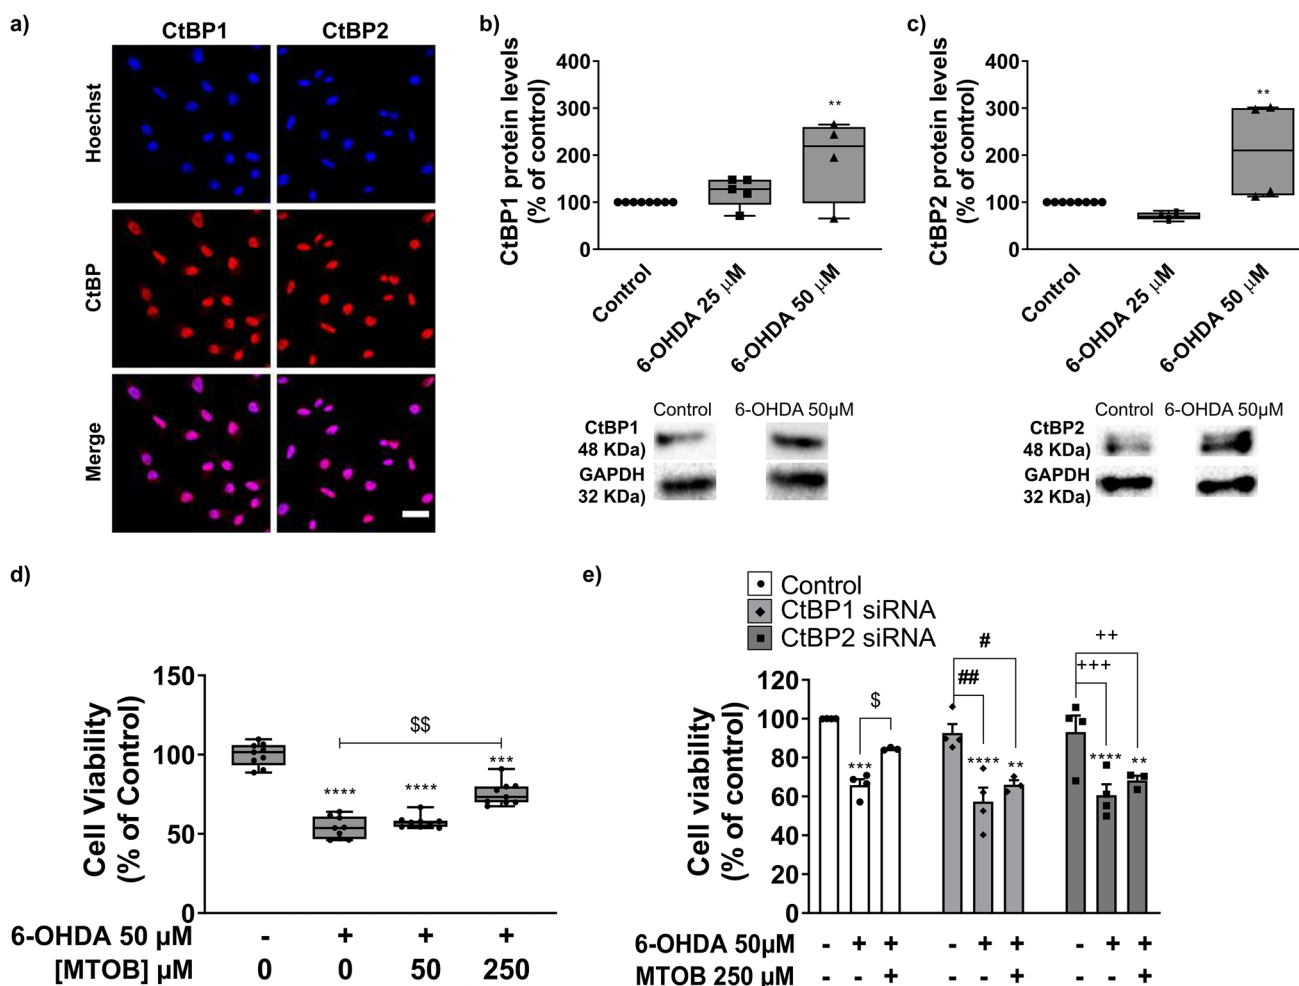 a)
CtBP1
CtBP2
Hoechst
CtBP
Merge
b)
CtBP1 protein levels
(% of control)
400
300
200
100
0
**
Control
6-OHDA 25 µM
6-OHDA 50 µM
Control
6-OHDA 50µM
CtBP1
48 KDa)
GAPDH
32 KDa)
c)
CtBP2 protein levels
(% of control)
400
300
200
100
0
**
Control
6-OHDA 25 µM
6-OHDA 50 µM
Control
6-OHDA 50µM
CtBP2
48 KDa)
GAPDH
32 KDa)
d)
Cell Viability
(% of Control)
150
100
50
0
$$
****
****
***
6-OHDA 50 µM - + + +
[MTOB] µM 0 0 50 250
e)
Control
CtBP1 siRNA
CtBP2 siRNA
Cell viability
(% of control)
120
100
80
60
40
20
0
$
***
#
##
****
**
++
+++
****
**
6-OHDA 50µM - + + - + + - + +
MTOB 250 µM - - + - - + - - +